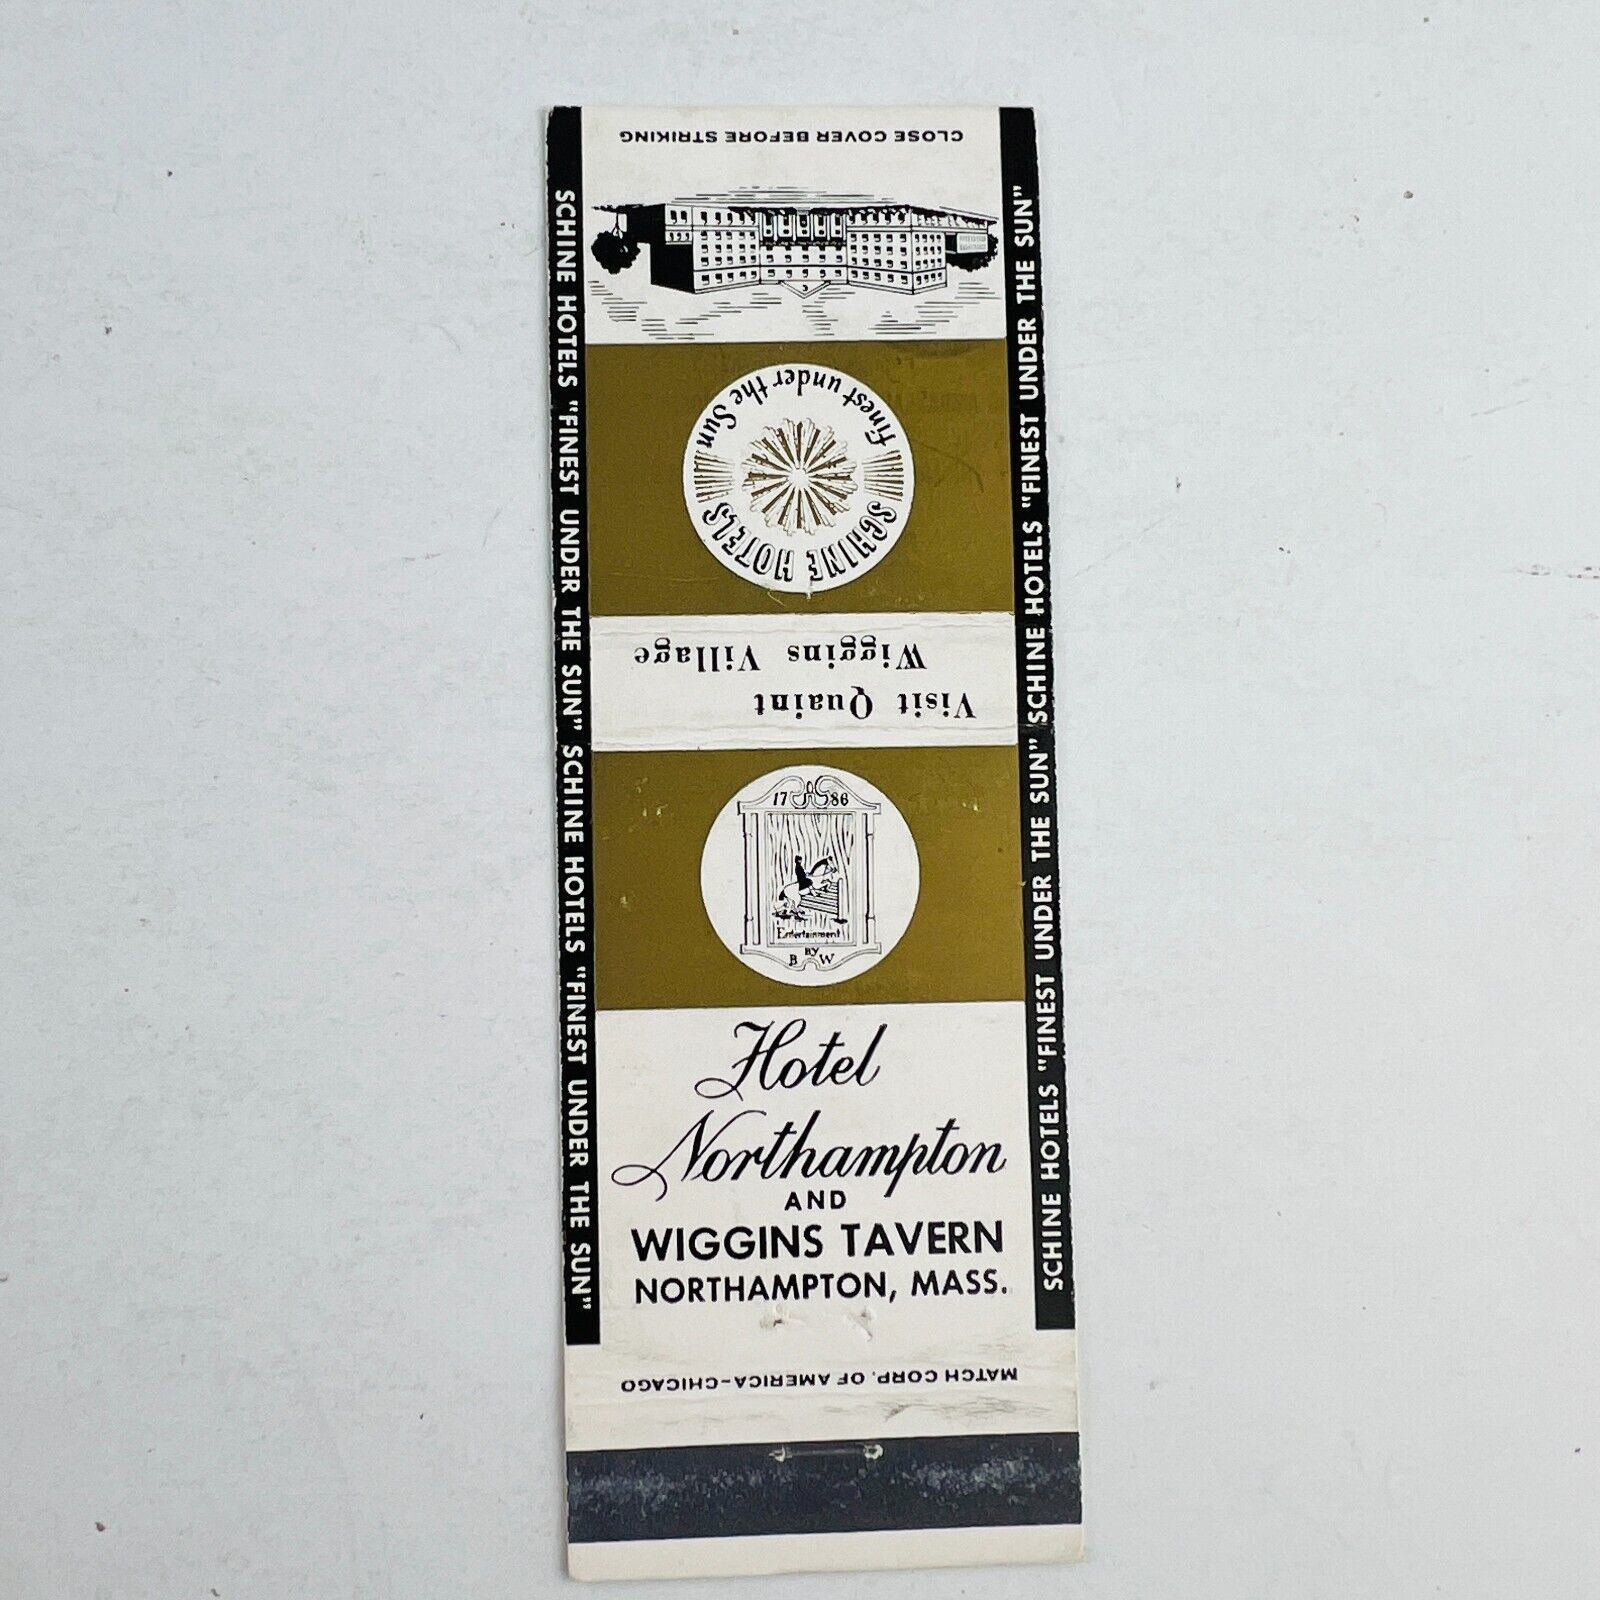 CLOSE COVER BEFORE STRIKING
finest under the Sun
SCHINE HOTELS
Visit Quaint
Wiggins Village
17 86
Entertainment
BY
B W
Hotel
Northampton
AND
WIGGINS TAVERN
NORTHAMPTON, MASS.
MATCH CORP. OF AMERICA-CHICAGO
SCHINE HOTELS "FINEST UNDER THE SUN" SCHINE HOTELS "FINEST UNDER THE SUN"
SCHINE HOTELS "FINEST UNDER THE SUN" SCHINE HOTELS "FINEST UNDER THE SUN"